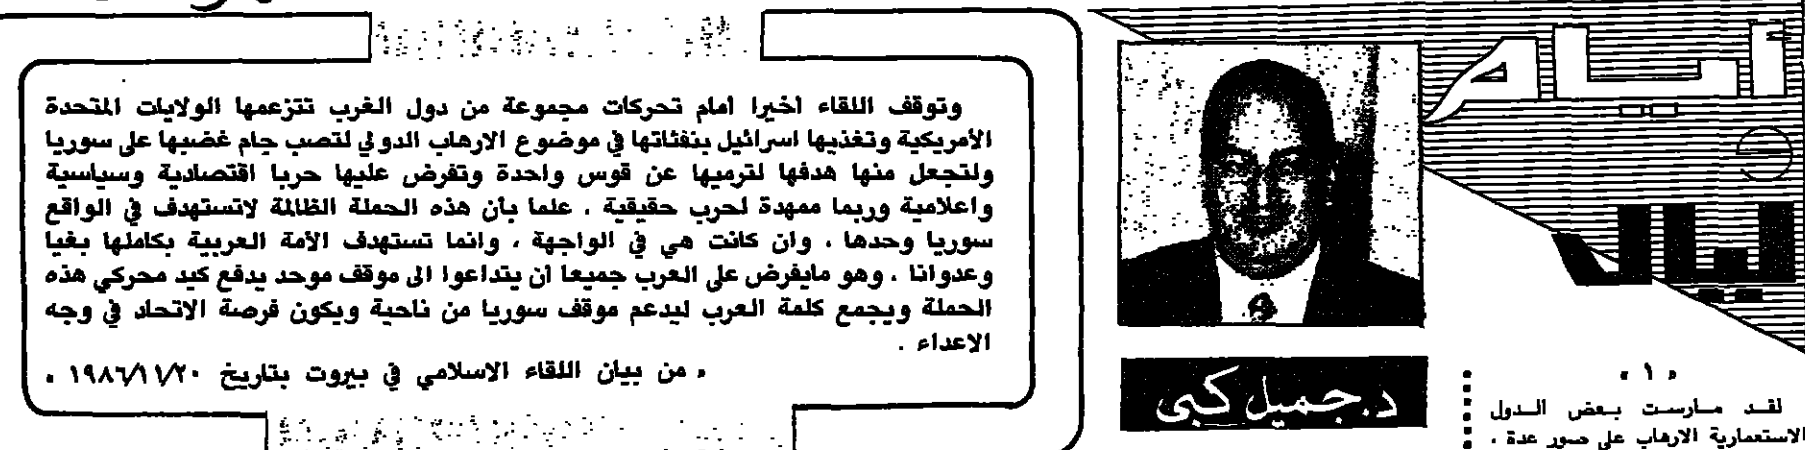 أيام
و
ليال
د. جميل كبي
« ١ »
لقد مارست بعض الدول
الاستعمارية الارهاب على صور عدة ،
وتوقف اللقاء أخيرا أمام تحركات مجموعة من دول الغرب تتزعمها الولايات المتحدة
الأمريكية وتغذيها اسرائيل بنفثاتها في موضوع الارهاب الدولي لتصب جام غضبها على سوريا
ولتجعل منها هدفها لترميها عن قوس واحدة وتفرض عليها حربا اقتصادية وسياسية
واعلامية وربما ممهدة لحرب حقيقية . علما بأن هذه الحملة الظالمة لاتستهدف في الواقع
سوريا وحدها ، وان كانت هي في الواجهة ، وانما تستهدف الأمة العربية بكاملها بغيا
وعدوانا . وهو مايفرض على العرب جميعا ان يتداعوا الى موقف موحد يدفع كيد محركي هذه
الحملة ويجمع كلمة العرب ليدعم موقف سوريا من ناحية ويكون فرصة الاتحاد في وجه
الاعداء .
« من بيان اللقاء الاسلامي في بيروت بتاريخ ١٩٨٦/١١/٢٠ »